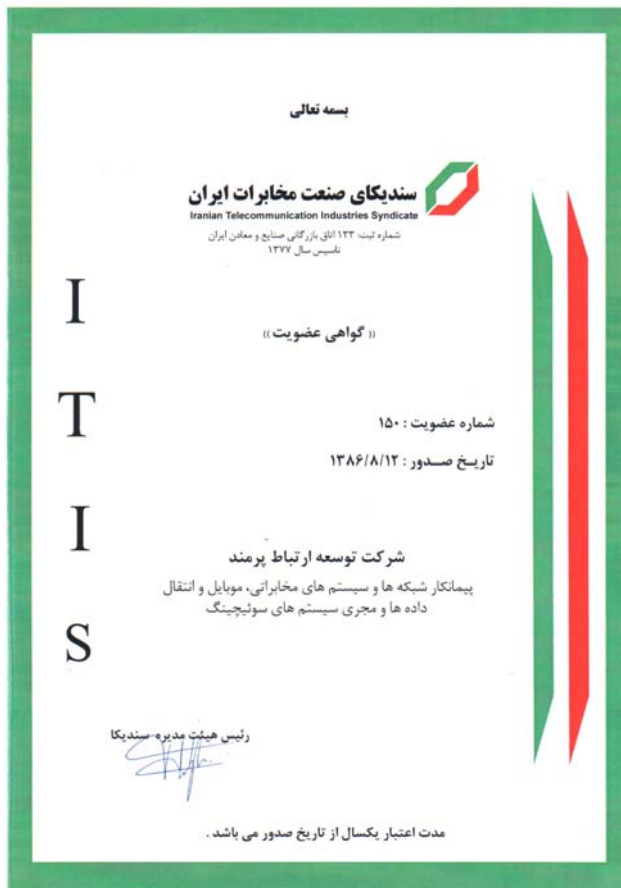 بسمه تعالی
سندیکای صنعت مخابرات ایران
Iranian Telecommunication Industries Syndicate
شماره ثبت: ۱۳۳ اتاق بازرگانی صنایع و معادن ایران
تاسیس سال ۱۳۷۷
(( گواهی عضویت ))
شماره عضویت : ۱۵۰
تاریخ صدور : ۱۳۸۶/۸/۱۲
شرکت توسعه ارتباط پرمند
پیمانکار شبکه ها و سیستم های مخابراتی، موبایل و انتقال
داده ها و مجری سیستم های سوئیچینگ
I
T
I
S
رئیس هیئت مدیره سندیکا
مدت اعتبار یکسال از تاریخ صدور می باشد .